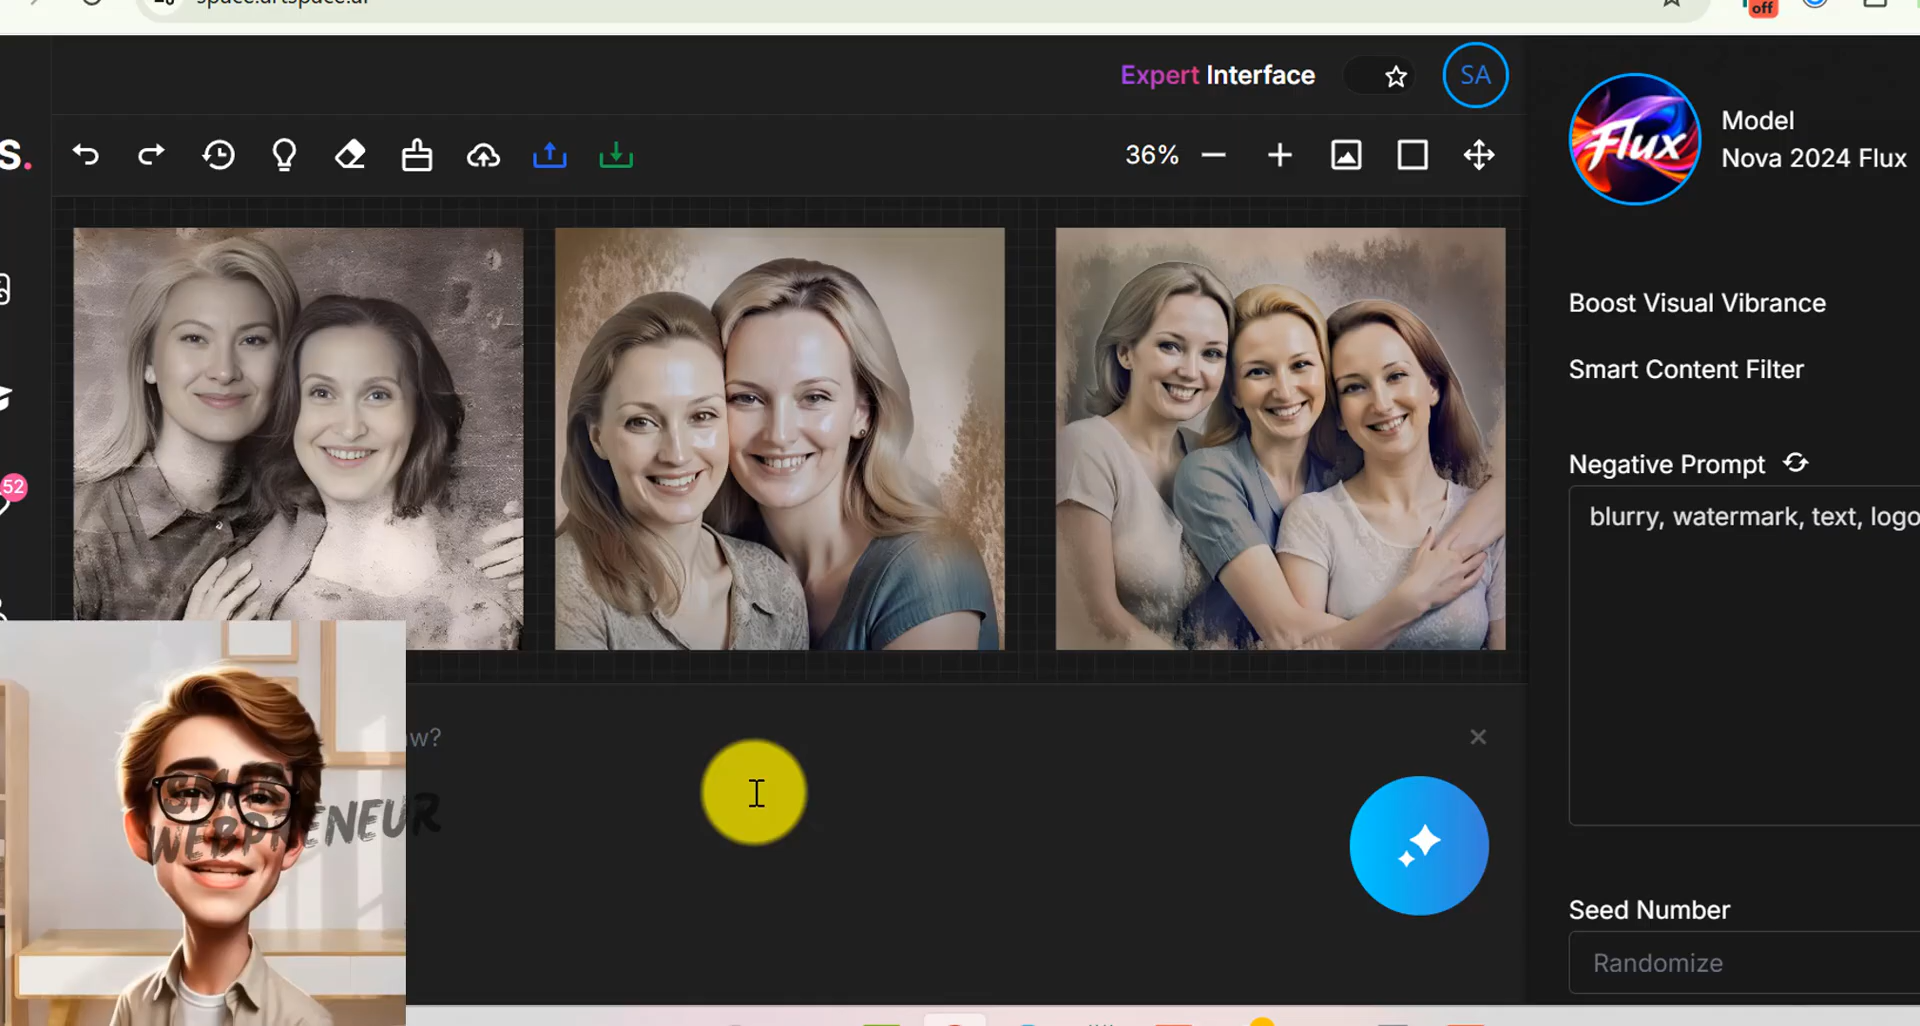 off
Expert Interface
SA
S.
36%
Flux
Model
Nova 2024 Flux
Boost Visual Vibrance
Smart Content Filter
52
Negative Prompt
blurry, watermark, text, logo
w?
WEBPRENEUR
Seed Number
Randomize